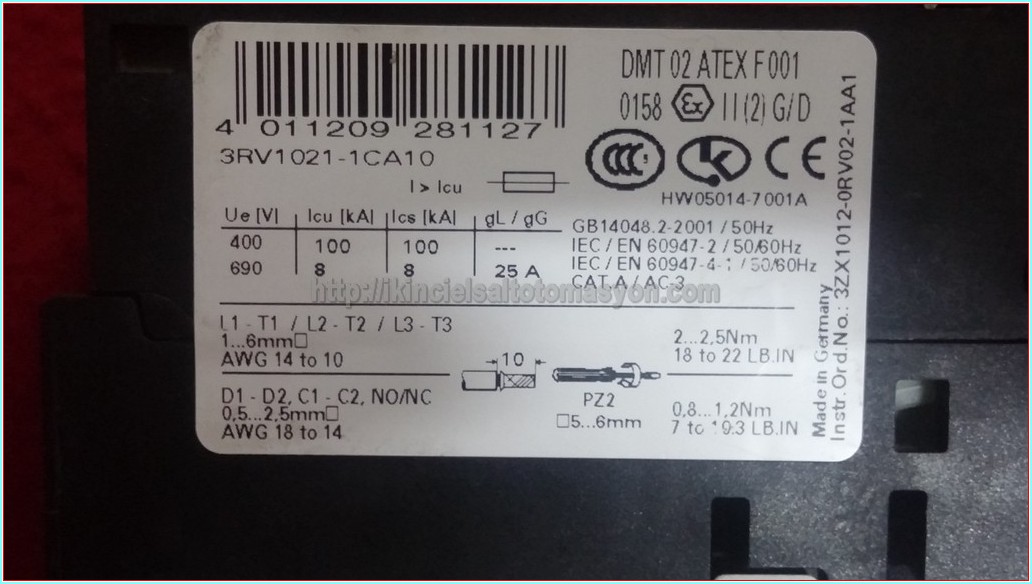 4 011209 281127
3RV1021-1CA10
DMT 02 ATEX F 001
0158 Ex II (2) G/D
CCC S
CE
HW05014-7001A
I > Icu
Ue [V] Icu [kA] Ics [kA] gL / gG
400 100 100 ---
690 8 8 25 A
GB14048.2-2001 / 50Hz
IEC / EN 60947-2 / 50/60Hz
IEC / EN 60947-4-1 / 50/60Hz
CAT.A / AC-3
http://ikincielsaltotomasyon.com
L1 - T1 / L2 - T2 / L3 - T3
1...6mm□
AWG 14 to 10
2...2,5Nm
18 to 22 LB.IN
10
D1 - D2, C1 - C2, NO/NC
0,5...2,5mm□
AWG 18 to 14
PZ2
□5...6mm
0,8...1,2Nm
7 to 10.3 LB.IN
Made in Germany
Instr. Ord.No.: 3ZX1012-0RV02-1AA1